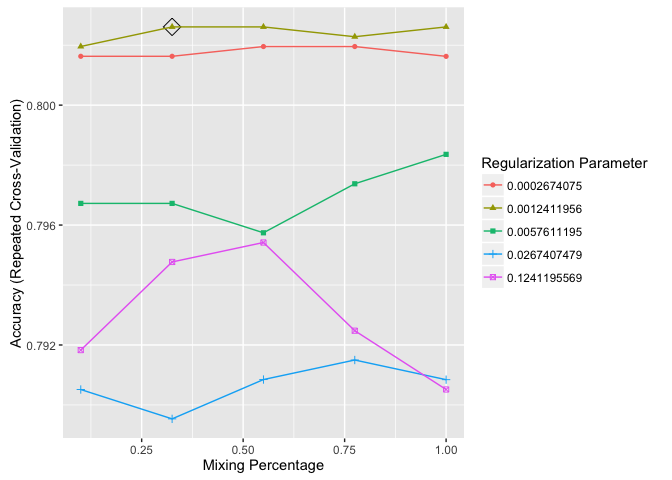 0.800
0.796
0.792
Accuracy (Repeated Cross-Validation)
0.25 0.50 0.75 1.00
Mixing Percentage
Regularization Parameter
0.0002674075
0.0012411956
0.0057611195
0.0267407479
0.1241195569